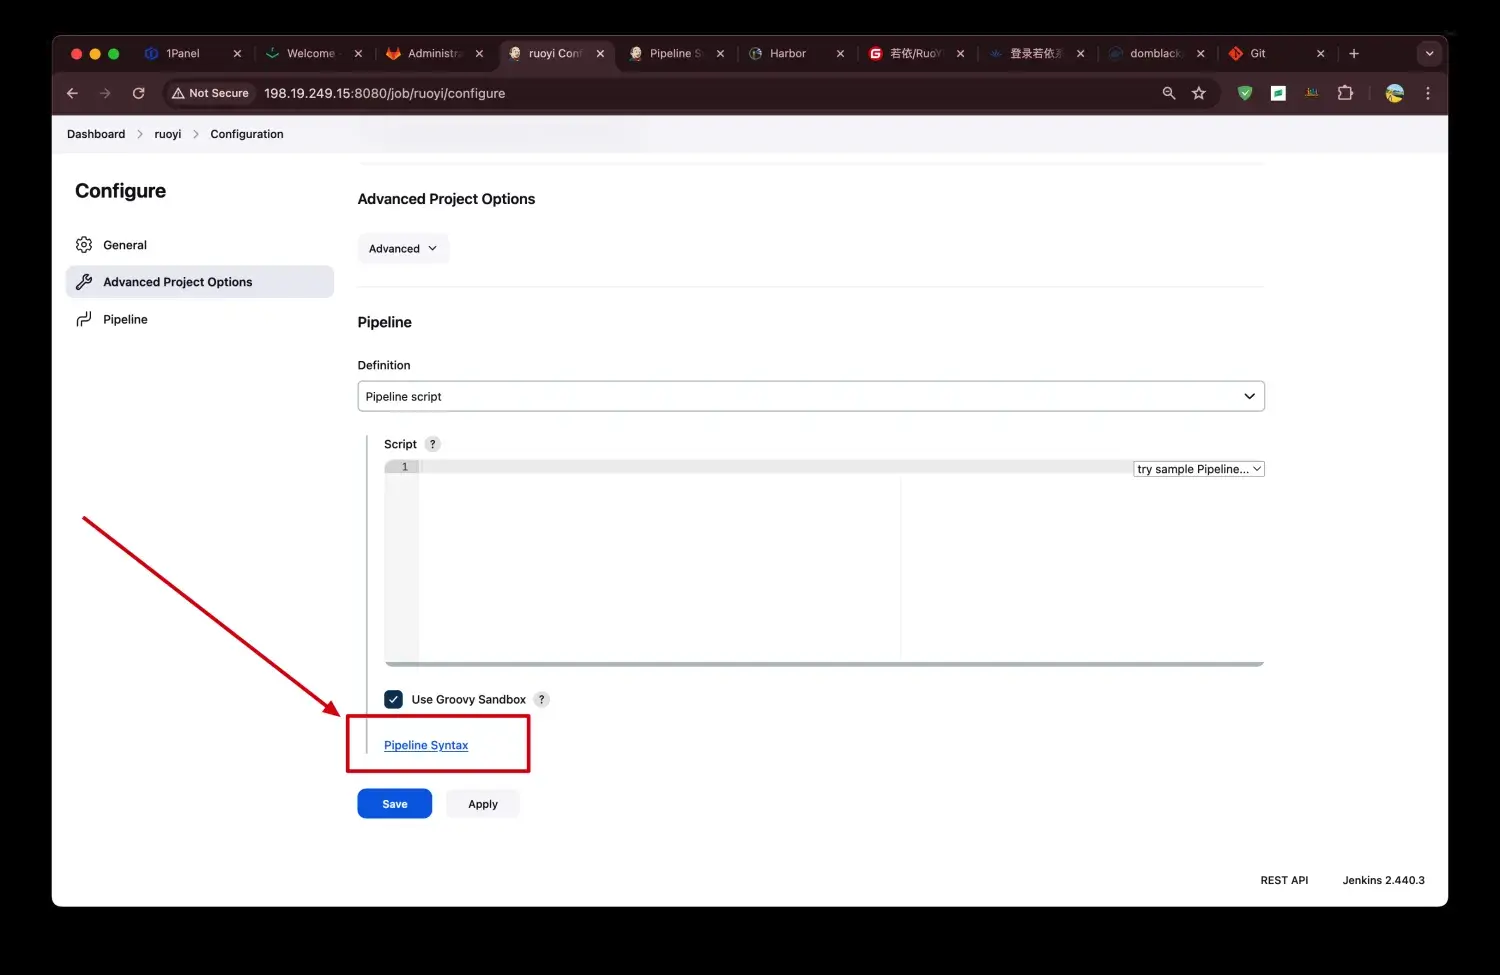 1Panel
Welcome
Administra
ruoyi Conf
Pipeline S
Harbor
若依/RuoY
登录若依系
domblack
Git
Not Secure
198.19.249.15:8080/job/ruoyi/configure
Dashboard
ruoyi
Configuration
Configure
General
Advanced Project Options
Pipeline
Advanced Project Options
Advanced
Pipeline
Definition
Pipeline script
Script ?
1
try sample Pipeline...
Use Groovy Sandbox ?
Pipeline Syntax
Save
Apply
REST API
Jenkins 2.440.3